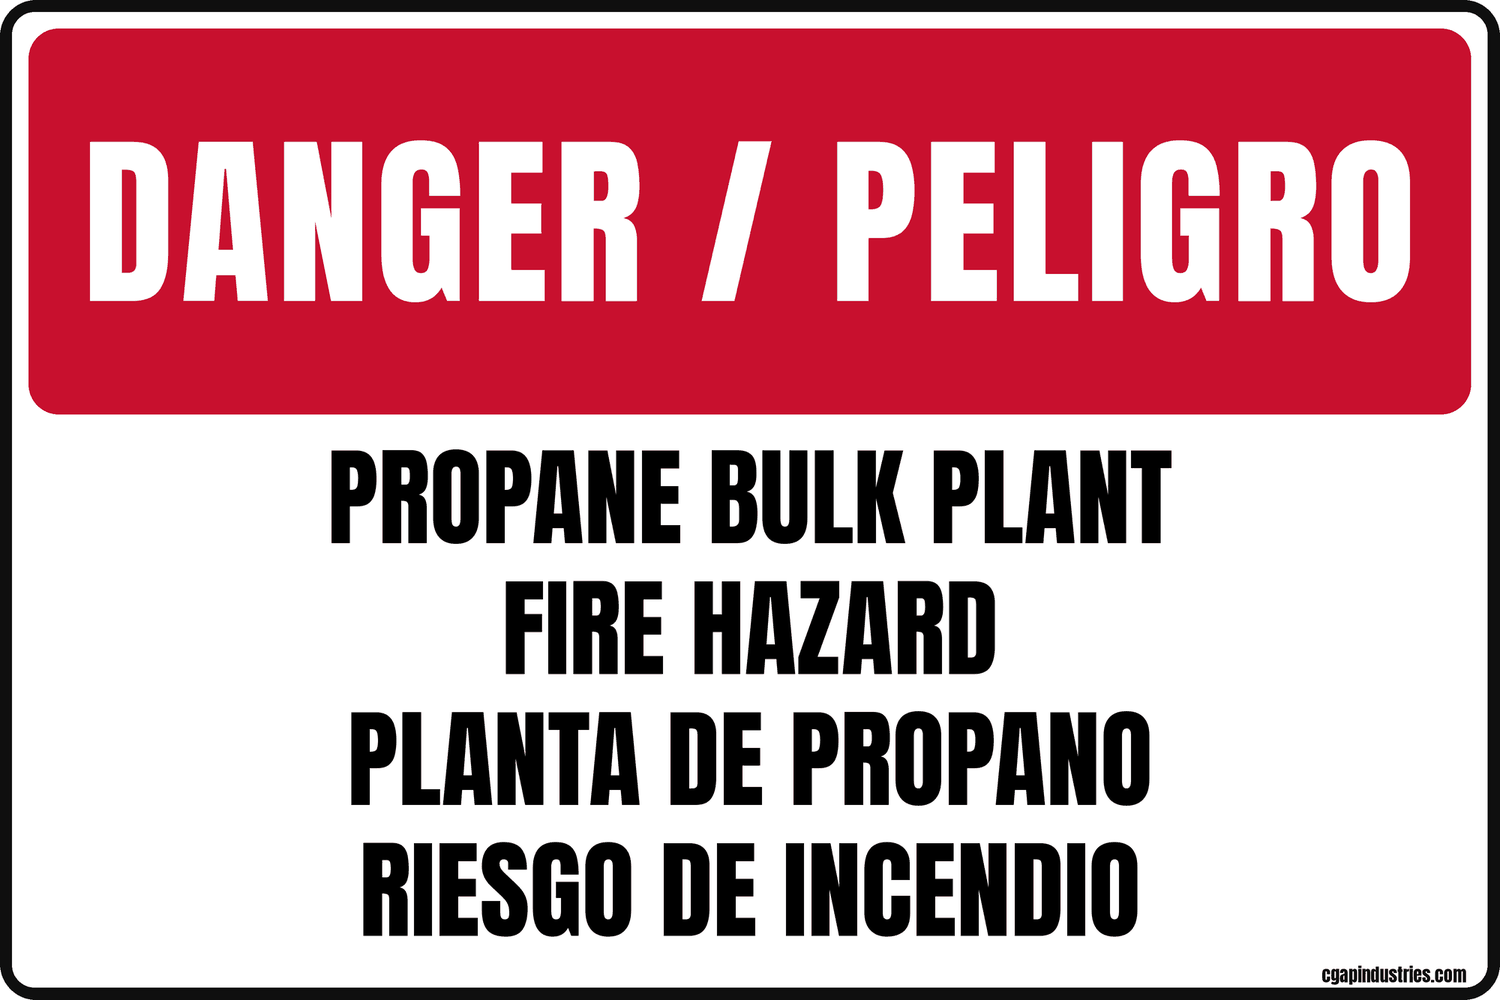 DANGER / PELIGRO
PROPANE BULK PLANT
FIRE HAZARD
PLANTA DE PROPANO
RIESGO DE INCENDIO
cgapindustries.com